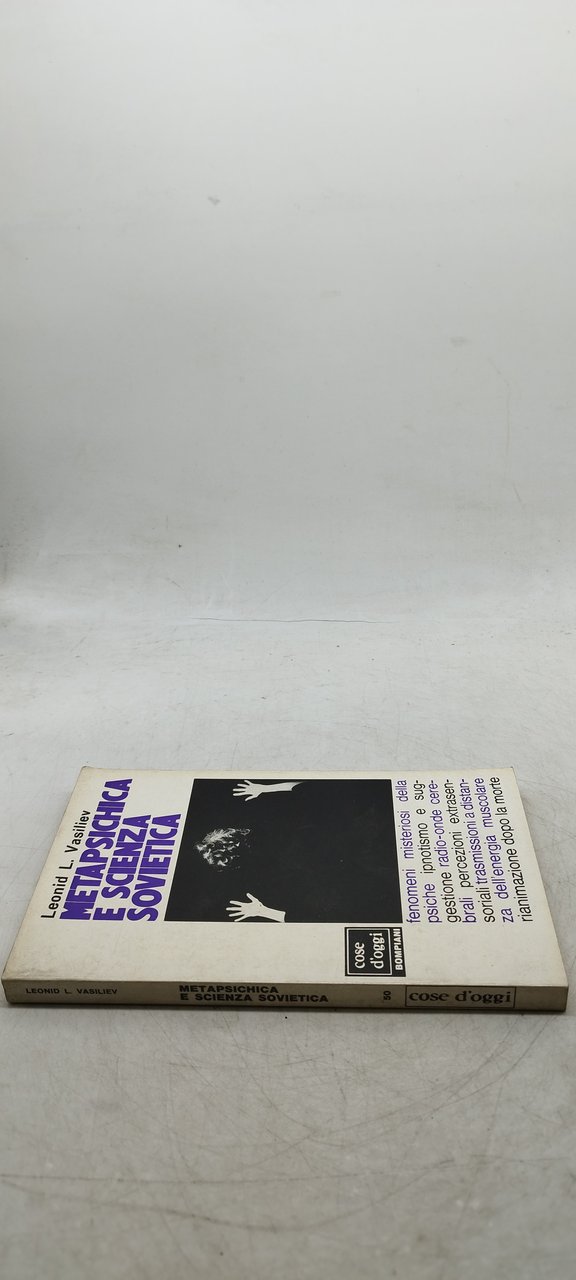 Leonid L. Vasiliev
METAPSICHICA
E SCIENZA
SOVIETICA
fenomeni misteriosi della
psiche ipnotismo e sug-
gestione radio-onde cere-
brali percezioni extrasen-
soriali trasmissioni a distan-
za dell'energia muscolare
rianimazione dopo la morte
cose
d'oggi
BOMPIANI
LEONID L. VASILIEV
METAPSICHICA
E SCIENZA SOVIETICA
50
cose d'oggi